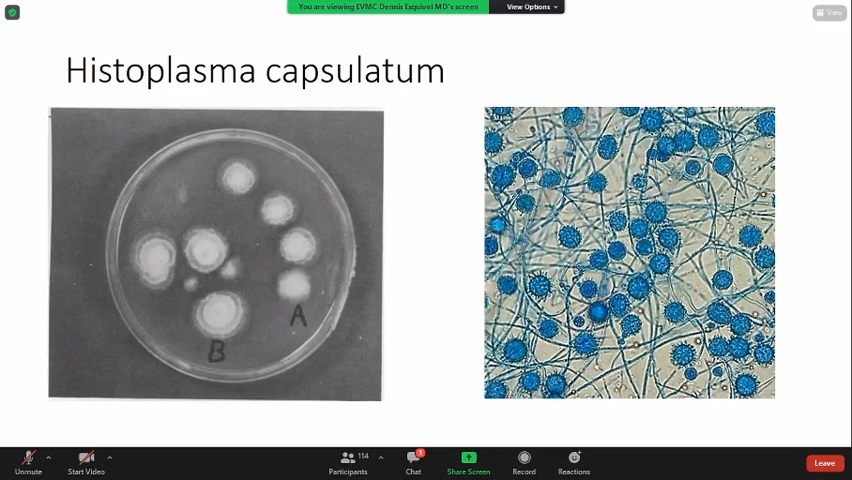 You are viewing EVMC Dennis Esquivel MD's screen
View Options
View
Histoplasma capsulatum
A
B
Unmute
Start Video
114
Participants
1
Chat
Share Screen
Record
Reactions
Leave